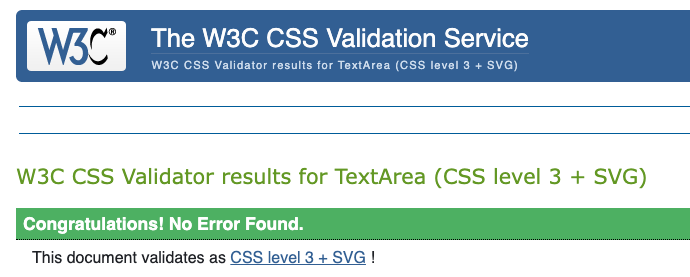 W3C®
The W3C CSS Validation Service
W3C CSS Validator results for TextArea (CSS level 3 + SVG)
W3C CSS Validator results for TextArea (CSS level 3 + SVG)
Congratulations! No Error Found.
This document validates as CSS level 3 + SVG !